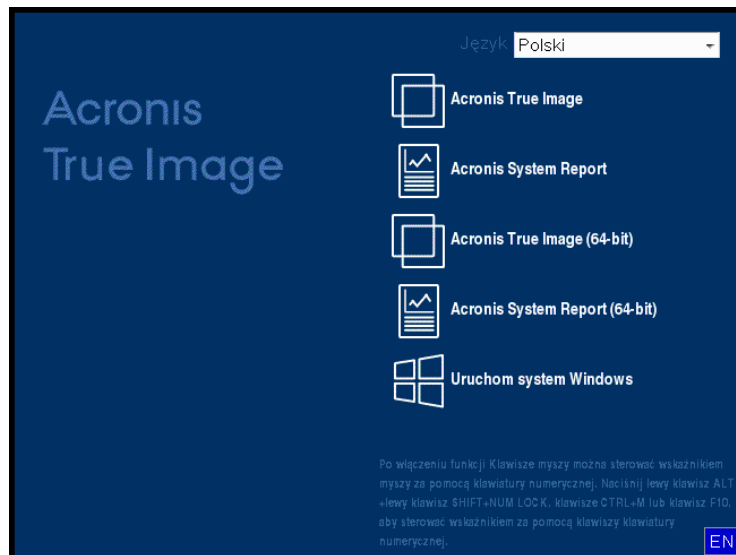 Język: Polski
Acronis
True Image
Acronis True Image
Acronis System Report
Acronis True Image (64-bit)
Acronis System Report (64-bit)
Uruchom system Windows
Po włączeniu funkcji Klawisze myszy można sterować wskaźnikiem
myszy za pomocą klawiatury numerycznej. Naciśnij lewy klawisz ALT
+lewy klawisz SHIFT+NUM LOCK, klawisze CTRL+M lub klawisz F10,
aby sterować wskaźnikiem za pomocą klawiszy klawiatury
numerycznej.
EN